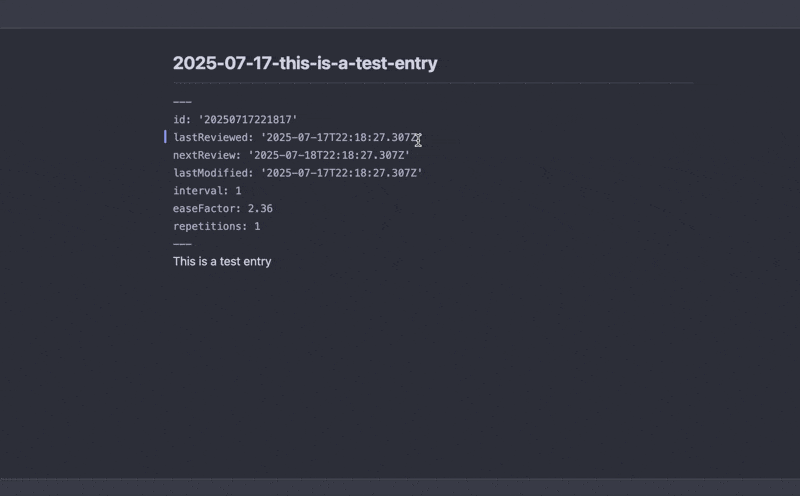 2025-07-17-this-is-a-test-entry
---
id: '20250717221817'
lastReviewed: '2025-07-17T22:18:27.307Z'
nextReview: '2025-07-18T22:18:27.307Z'
lastModified: '2025-07-17T22:18:27.307Z'
interval: 1
easeFactor: 2.36
repetitions: 1
---
This is a test entry